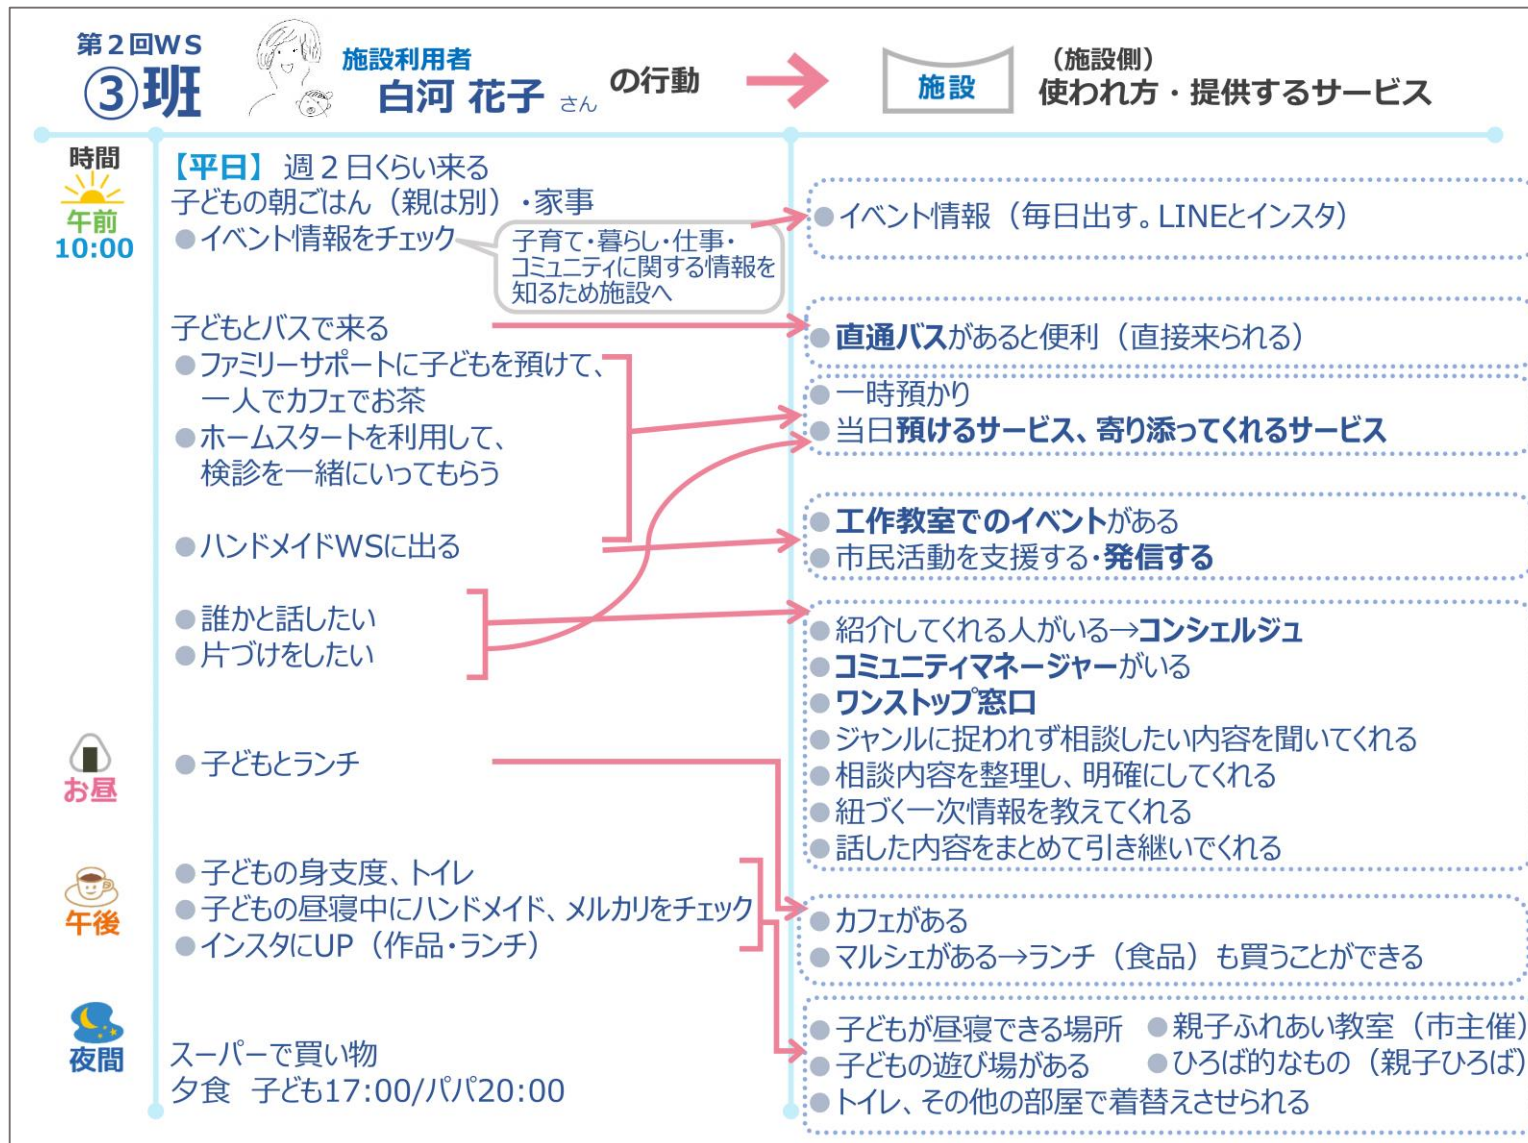 第2回WS
③班
施設利用者
白河 花子 さん
の行動
施設
（施設側）
使われ方・提供するサービス
時間
午前
10:00
【平日】 週2日くらい来る
子どもの朝ごはん（親は別）・家事
●イベント情報をチェック
子育て・暮らし・仕事・
コミュニティに関する情報を
知るため施設へ
子どもとバスで来る
●ファミリーサポートに子どもを預けて、
一人でカフェでお茶
●ホームスタートを利用して、
検診を一緒にいってもらう
●ハンドメイドWSに出る
●誰かと話したい
●片づけをしたい
お昼
●子どもとランチ
午後
●子どもの身支度、トイレ
●子どもの昼寝中にハンドメイド、メルカリをチェック
●インスタにUP（作品・ランチ）
夜間
スーパーで買い物
夕食 子ども17:00/パパ20:00
●イベント情報（毎日出す。LINEとインスタ）
●直通バスがあると便利（直接来られる）
●一時預かり
●当日預けるサービス、寄り添ってくれるサービス
●工作教室でのイベントがある
●市民活動を支援する・発信する
●紹介してくれる人がいる→コンシェルジュ
●コミュニティマネージャーがいる
●ワンストップ窓口
●ジャンルに捉われず相談したい内容を聞いてくれる
●相談内容を整理し、明確にしてくれる
●紐づく一次情報を教えてくれる
●話した内容をまとめて引き継いでくれる
●カフェがある
●マルシェがある→ランチ（食品）も買うことができる
●子どもが昼寝できる場所 ●親子ふれあい教室（市主催）
●子どもの遊び場がある ●ひろば的なもの（親子ひろば）
●トイレ、その他の部屋で着替えさせられる